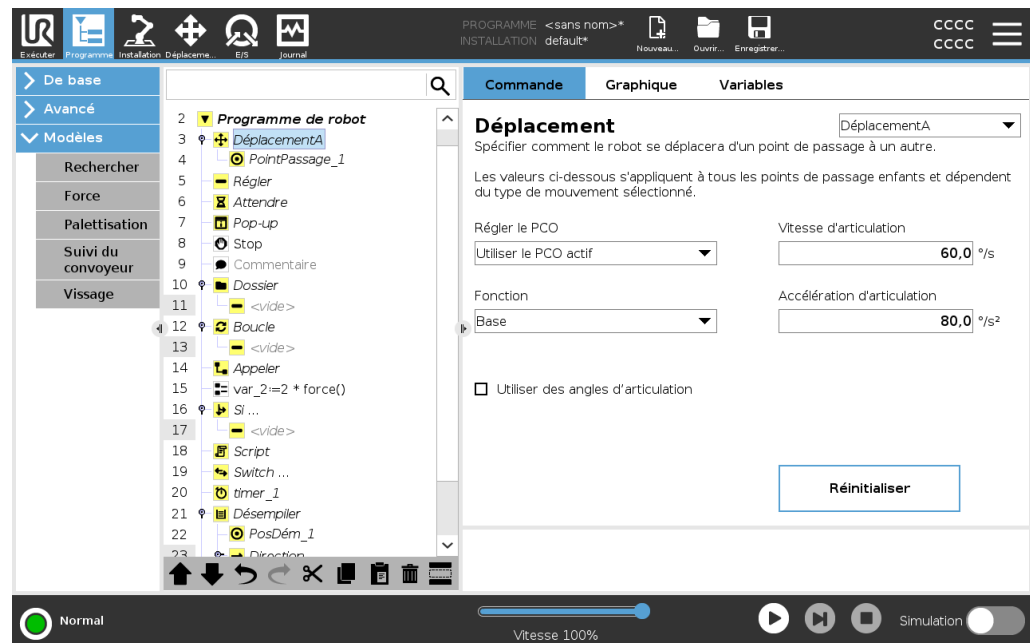 UR
PROGRAMME <sans nom>*
INSTALLATION default*
Nouveau...
Ouvrir...
Enregistrer...
CCCC
CCCC
Exécuter
Programme
Installation
Déplaceme...
E/S
Journal
De base
Avancé
Modèles
Rechercher
Force
Palettisation
Suivi du
convoyeur
Vissage
2 Programme de robot
3 DéplacementA
4 PointPassage_1
5 Régler
6 Attendre
7 Pop-up
8 Stop
9 Commentaire
10 Dossier
11 <vide>
12 Boucle
13 <vide>
14 Appeler
15 var_2≔2 * force()
16 Si ...
17 <vide>
18 Script
19 Switch ...
20 timer_1
21 Désempiler
22 PosDém_1
23 Direction
Commande
Graphique
Variables
Déplacement
DéplacementA
Spécifier comment le robot se déplacera d'un point de passage à un autre.
Les valeurs ci-dessous s'appliquent à tous les points de passage enfants et dépendent
du type de mouvement sélectionné.
Régler le PCO
Vitesse d'articulation
Utiliser le PCO actif
60,0 °/s
Fonction
Accélération d'articulation
Base
80,0 °/s²
Utiliser des angles d'articulation
Réinitialiser
Normal
Vitesse 100%
Simulation